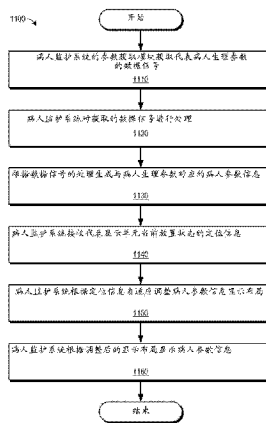 1100
开始
病人监护系统的参数获取模块获取代表病人生理参数
的数据信号
1110
病人监护系统对获取的数据信号进行处理
1120
根据数据信号的处理生成与病人生理参数对应的病人参数信息
1130
病人监护系统接收代表显示单元当前放置状态的定位信息
1140
病人监护系统根据定位信息自适应调整病人参数信息显示布局
1150
病人监护系统根据调整后的显示布局显示病人参数信息
1160
结束